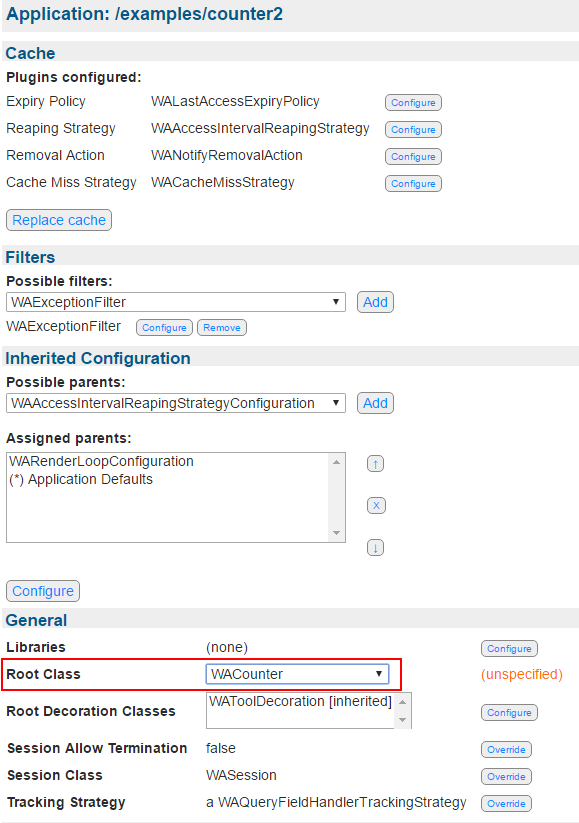 Application: /examples/counter2
Cache
Plugins configured:
Expiry Policy WALastAccessExpiryPolicy Configure
Reaping Strategy WAAccessIntervalReapingStrategy Configure
Removal Action WANotifyRemovalAction Configure
Cache Miss Strategy WACacheMissStrategy Configure
Replace cache
Filters
Possible filters:
WAExceptionFilter ▼ Add
WAExceptionFilter Configure Remove
Inherited Configuration
Possible parents:
WAAccessIntervalReapingStrategyConfiguration ▼ Add
Assigned parents:
WARenderLoopConfiguration ↑
(*) Application Defaults
X
↓
Configure
General
Libraries (none) Configure
Root Class WACounter ▼ (unspecified)
Root Decoration Classes WAToolDecoration [inherited] Configure
Session Allow Termination false Override
Session Class WASession Override
Tracking Strategy a WAQueryFieldHandlerTrackingStrategy Override